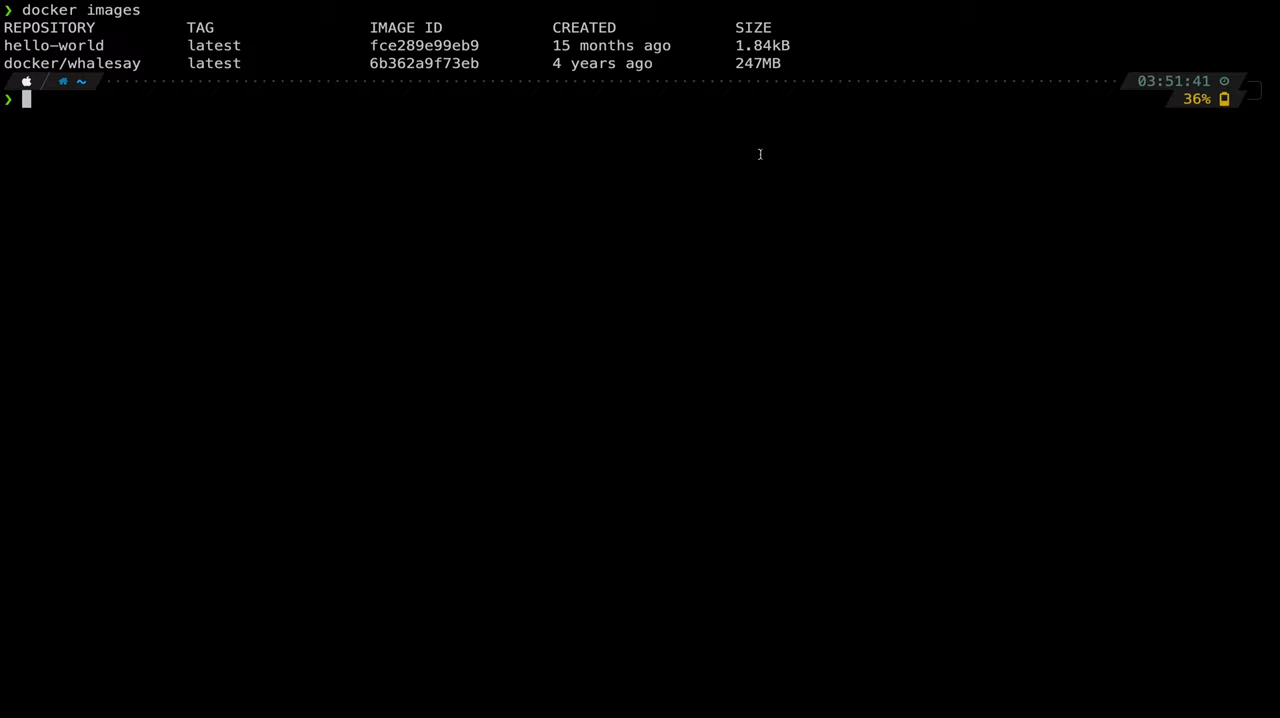 ❯ docker images
REPOSITORY TAG IMAGE ID CREATED SIZE
hello-world latest fce289e99eb9 15 months ago 1.84kB
docker/whalesay latest 6b362a9f73eb 4 years ago 247MB
~ 03:51:41
❯ 36%